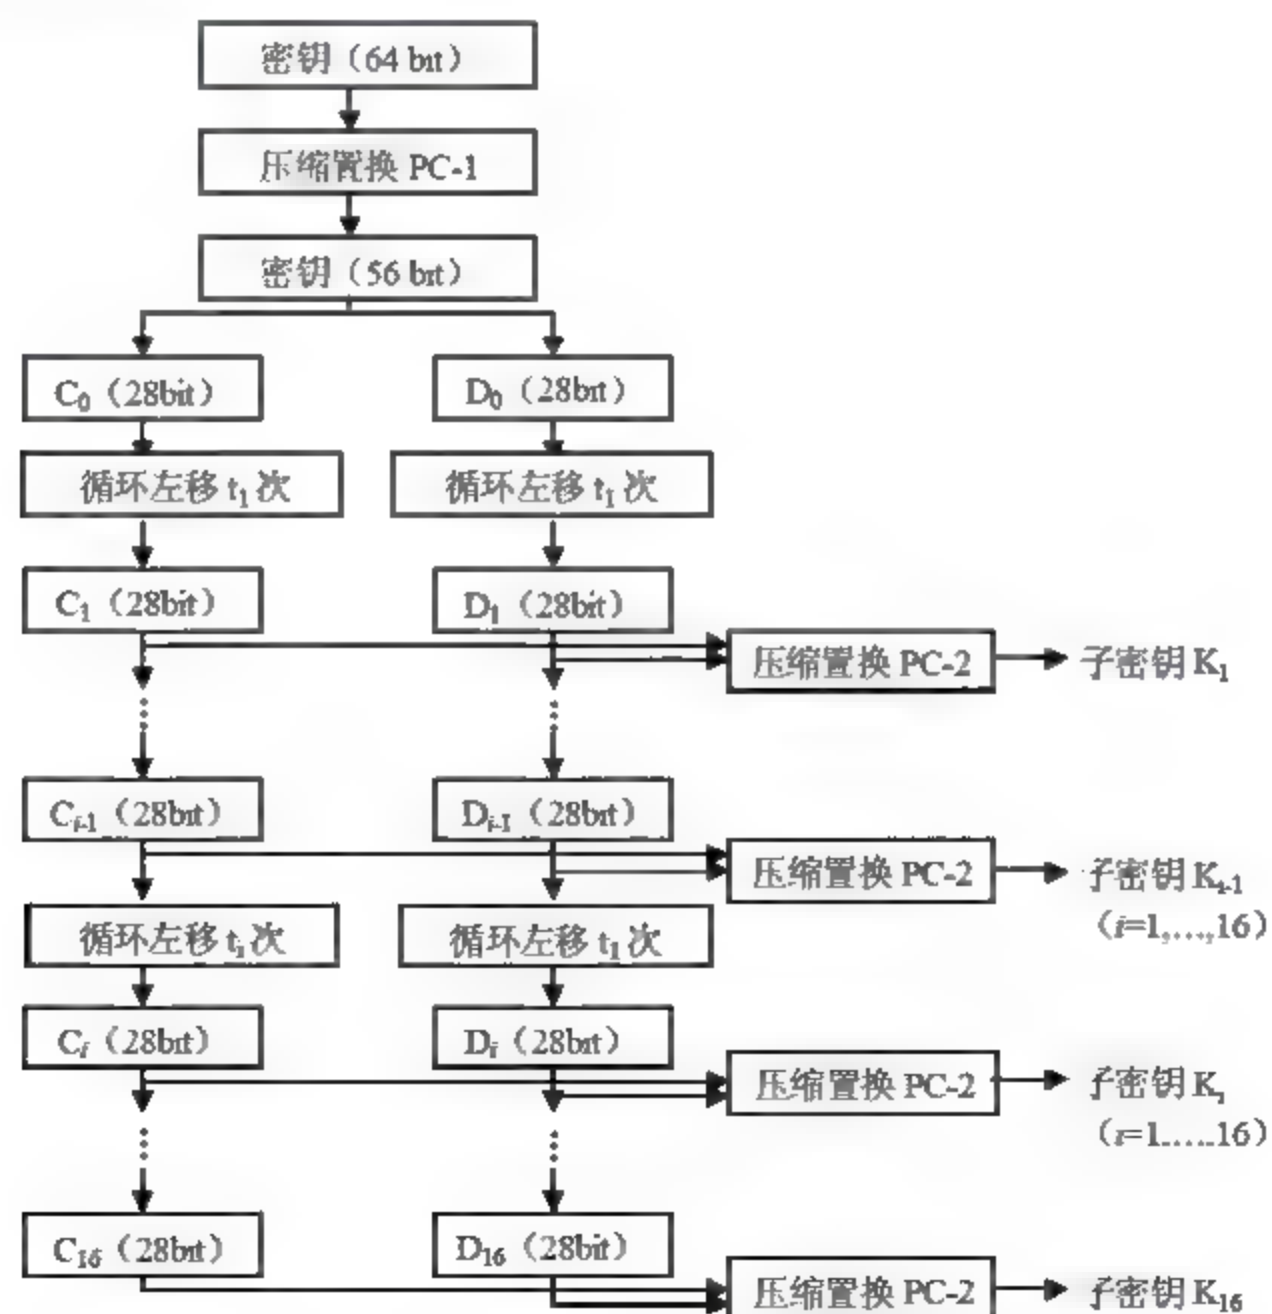 密钥（64 bit）
压缩置换 PC-1
密钥（56 bit）
C₀（28bit） D₀（28bit）
循环左移 t₁ 次 循环左移 t₁ 次
C₁（28bit） D₁（28bit）
压缩置换 PC-2 子密钥 K₁
Cᵢ₋₁（28bit） Dᵢ₋₁（28bit）
压缩置换 PC-2 子密钥 Kᵢ₋₁
（i=1,…,16）
循环左移 tᵢ 次 循环左移 t₁ 次
Cᵢ（28bit） Dᵢ（28bit）
压缩置换 PC-2 子密钥 Kᵢ
（i=1……16）
C₁₆（28bit） D₁₆（28bit）
压缩置换 PC-2 子密钥 K₁₆